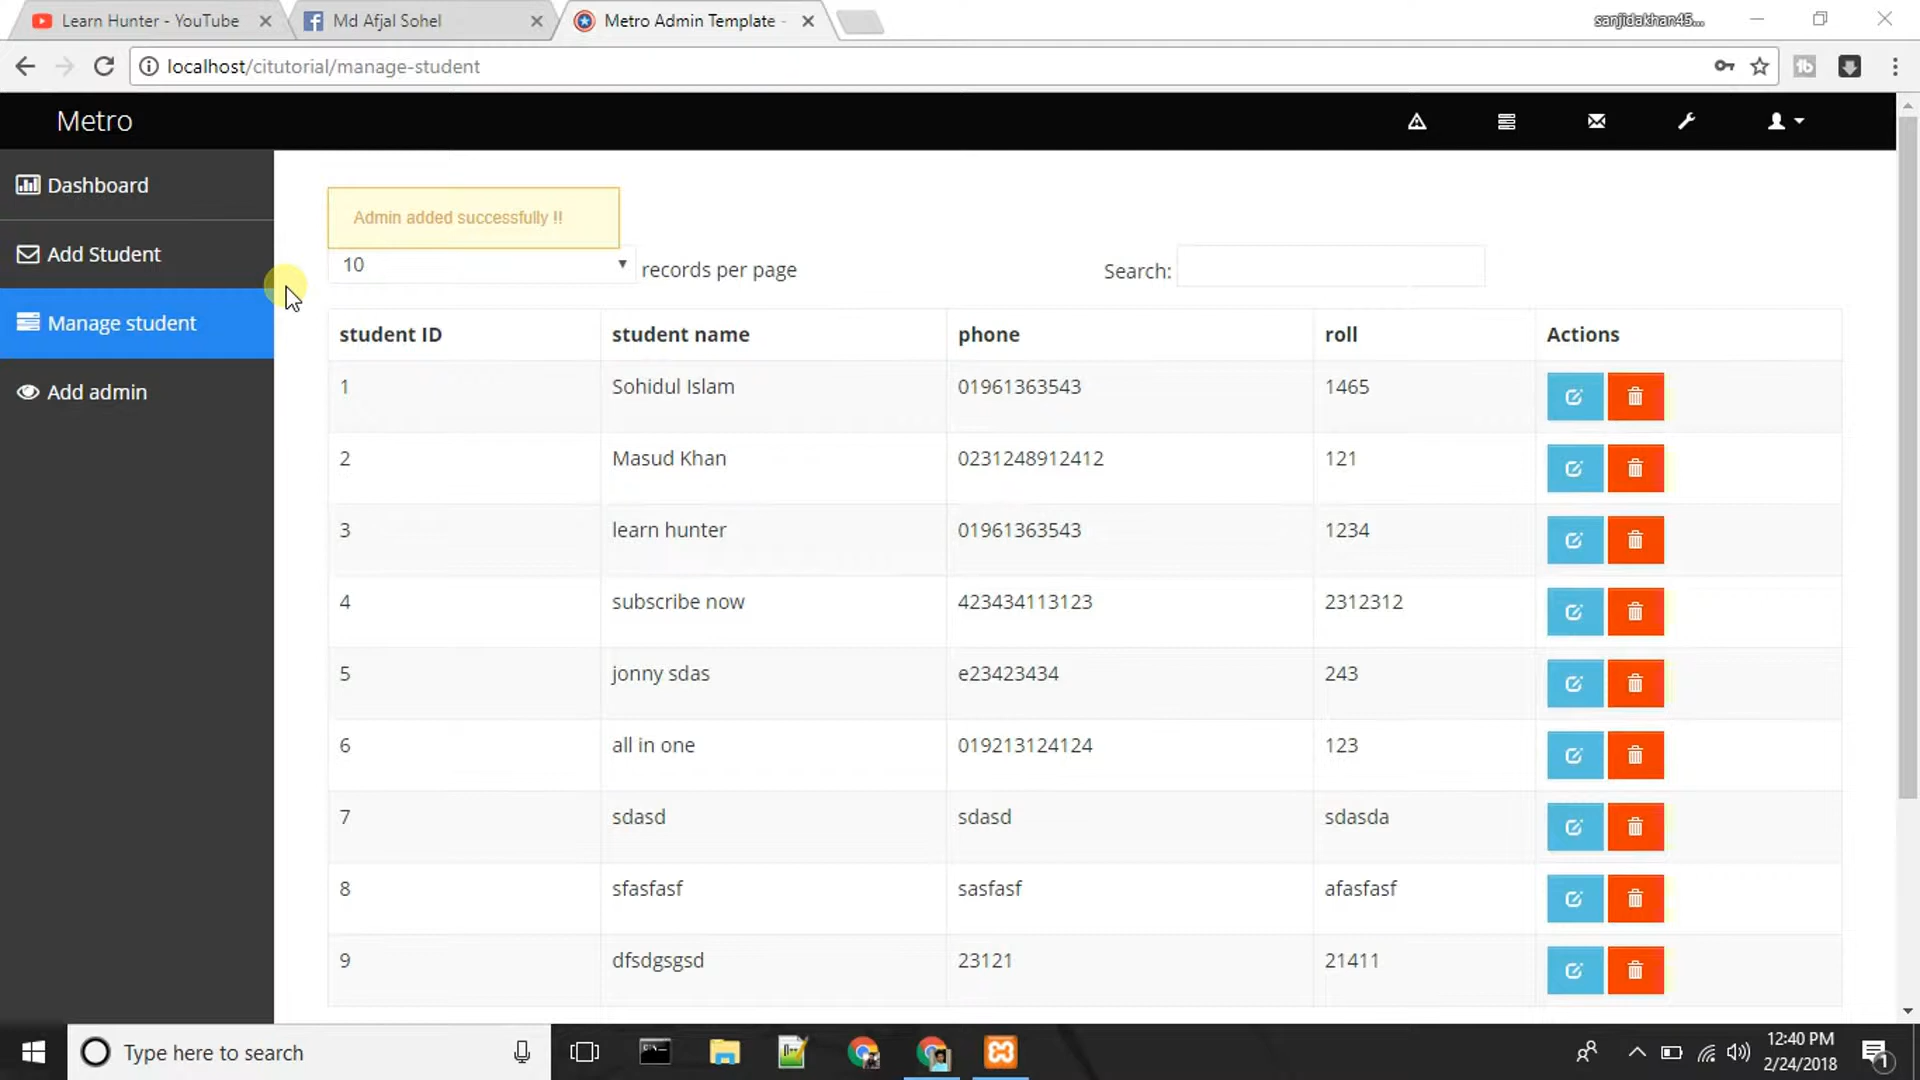 Learn Hunter - YouTube
Md Afjal Sohel
Metro Admin Template -
sanjidakhan45...
localhost/citutorial/manage-student
Metro
Dashboard
Add Student
Manage student
Add admin
Admin added successfully !!
10 records per page
Search:
student ID student name phone roll Actions
1 Sohidul Islam 01961363543 1465
2 Masud Khan 0231248912412 121
3 learn hunter 01961363543 1234
4 subscribe now 423434113123 2312312
5 jonny sdas e23423434 243
6 all in one 019213124124 123
7 sdasd sdasd sdasda
8 sfasfasf sasfasf afasfasf
9 dfsdgsgsd 23121 21411
Type here to search
12:40 PM
2/24/2018
1